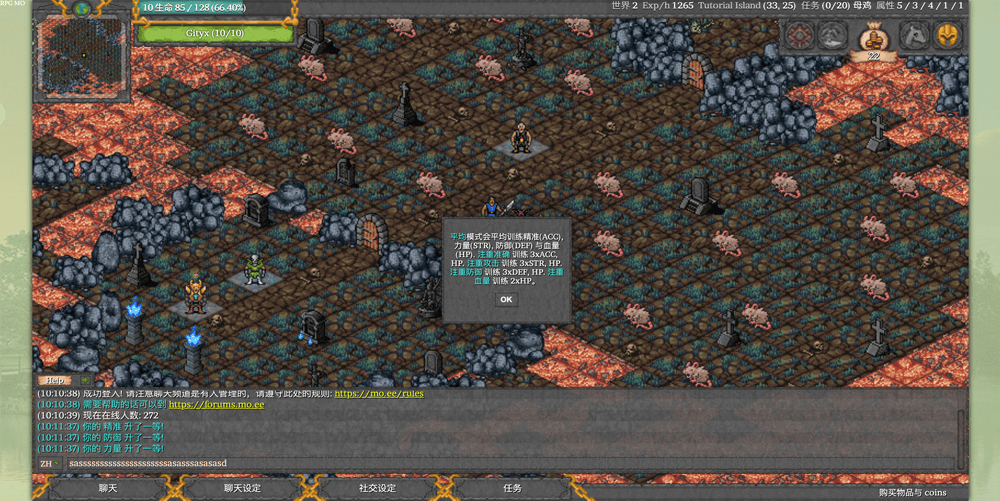 RPG MO
10 生命 85 / 128 (66.40%)
世界 2 Exp/h 1265 Tutorial Island (33, 25) 任务 (0/20) 母鸡 属性 5 / 3 / 4 / 1 / 1
Gityx (10/10)
22
平均模式会平均训练精准(ACC),
力量(STR), 防御(DEF) 与血量
(HP). 注重准确 训练 3xACC,
HP. 注重攻击 训练 3xSTR, HP.
注重防御 训练 3xDEF, HP. 注重
血量 训练 2xHP。
OK
Help
(10:10:38) 成功登入! 请注意聊天频道是有人管理的，请遵守此处的规则: https://mo.ee/rules
(10:10:38) 需要帮助的话可以到 https://forums.mo.ee
(10:10:39) 现在在线人数: 272
(10:11:37) 你的 精准 升了一等!
(10:11:37) 你的 防御 升了一等!
(10:11:37) 你的 力量 升了一等!
ZH
聊天
聊天设定
社交设定
任务
购买物品与 coins